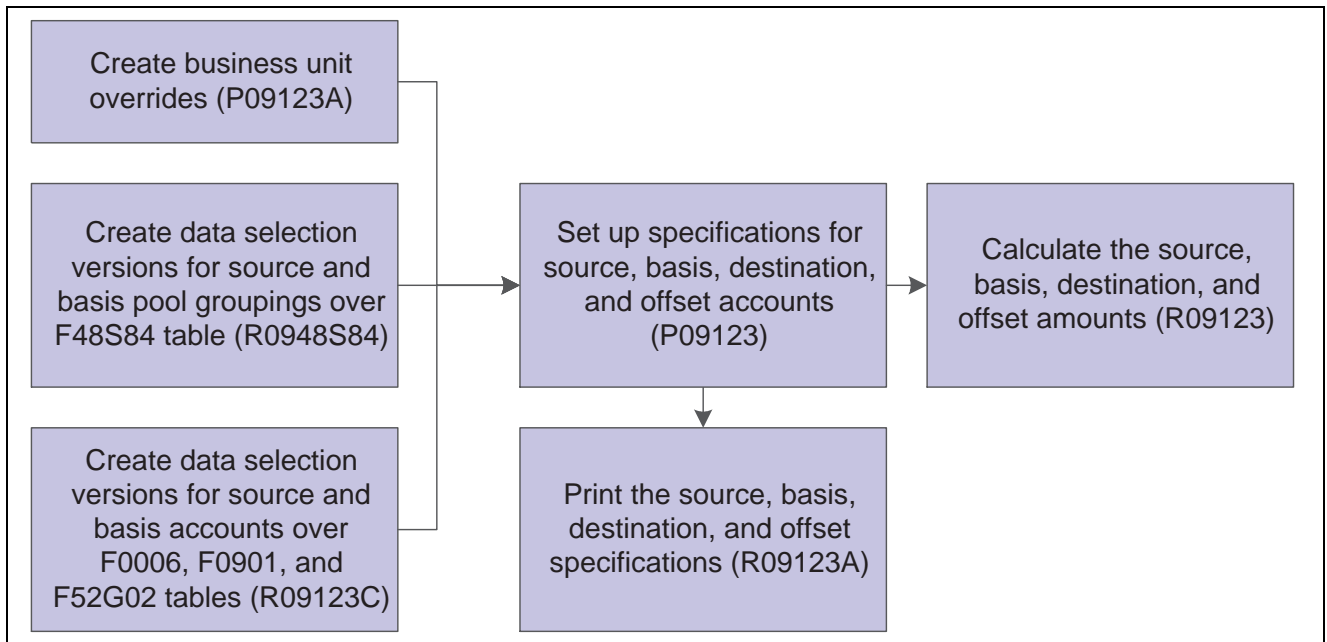 Create business unit
overrides (P09123A)
Create data selection
versions for source and
basis pool groupings over
F48S84 table (R0948S84)
Create data selection
versions for source and
basis accounts over
F0006, F0901, and
F52G02 tables (R09123C)
Set up specifications for
source, basis, destination,
and offset accounts
(P09123)
Print the source, basis,
destination, and offset
specifications (R09123A)
Calculate the source,
basis, destination, and
offset amounts (R09123)